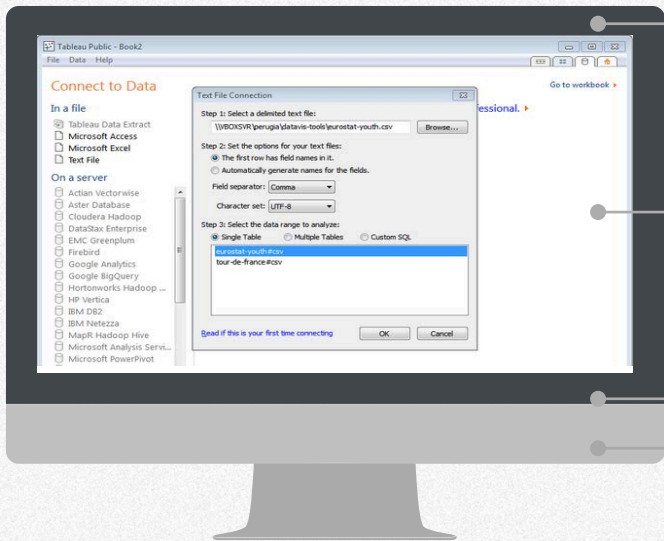 Tableau Public - Book2
File Data Help
Connect to Data
Go to workbook
In a file
Tableau Data Extract
Microsoft Access
Microsoft Excel
Text File
On a server
Actian Vectorwise
Aster Database
Cloudera Hadoop
DataStax Enterprise
EMC Greenplum
Firebird
Google Analytics
Google BigQuery
Hortonworks Hadoop ...
HP Vertica
IBM DB2
IBM Netezza
MapR Hadoop Hive
Microsoft Analysis Servi...
Microsoft PowerPivot
essional.
Text File Connection
Step 1: Select a delimited text file:
\\VBOXSVR\perugia\datavis-tools\eurostat-youth.csv Browse...
Step 2: Set the options for your text files:
The first row has field names in it.
Automatically generate names for the fields.
Field separator: Comma
Character set: UTF-8
Step 3: Select the data range to analyze:
Single Table Multiple Tables Custom SQL
eurostat-youth#csv
tour-de-france#csv
Read if this is your first time connecting OK Cancel